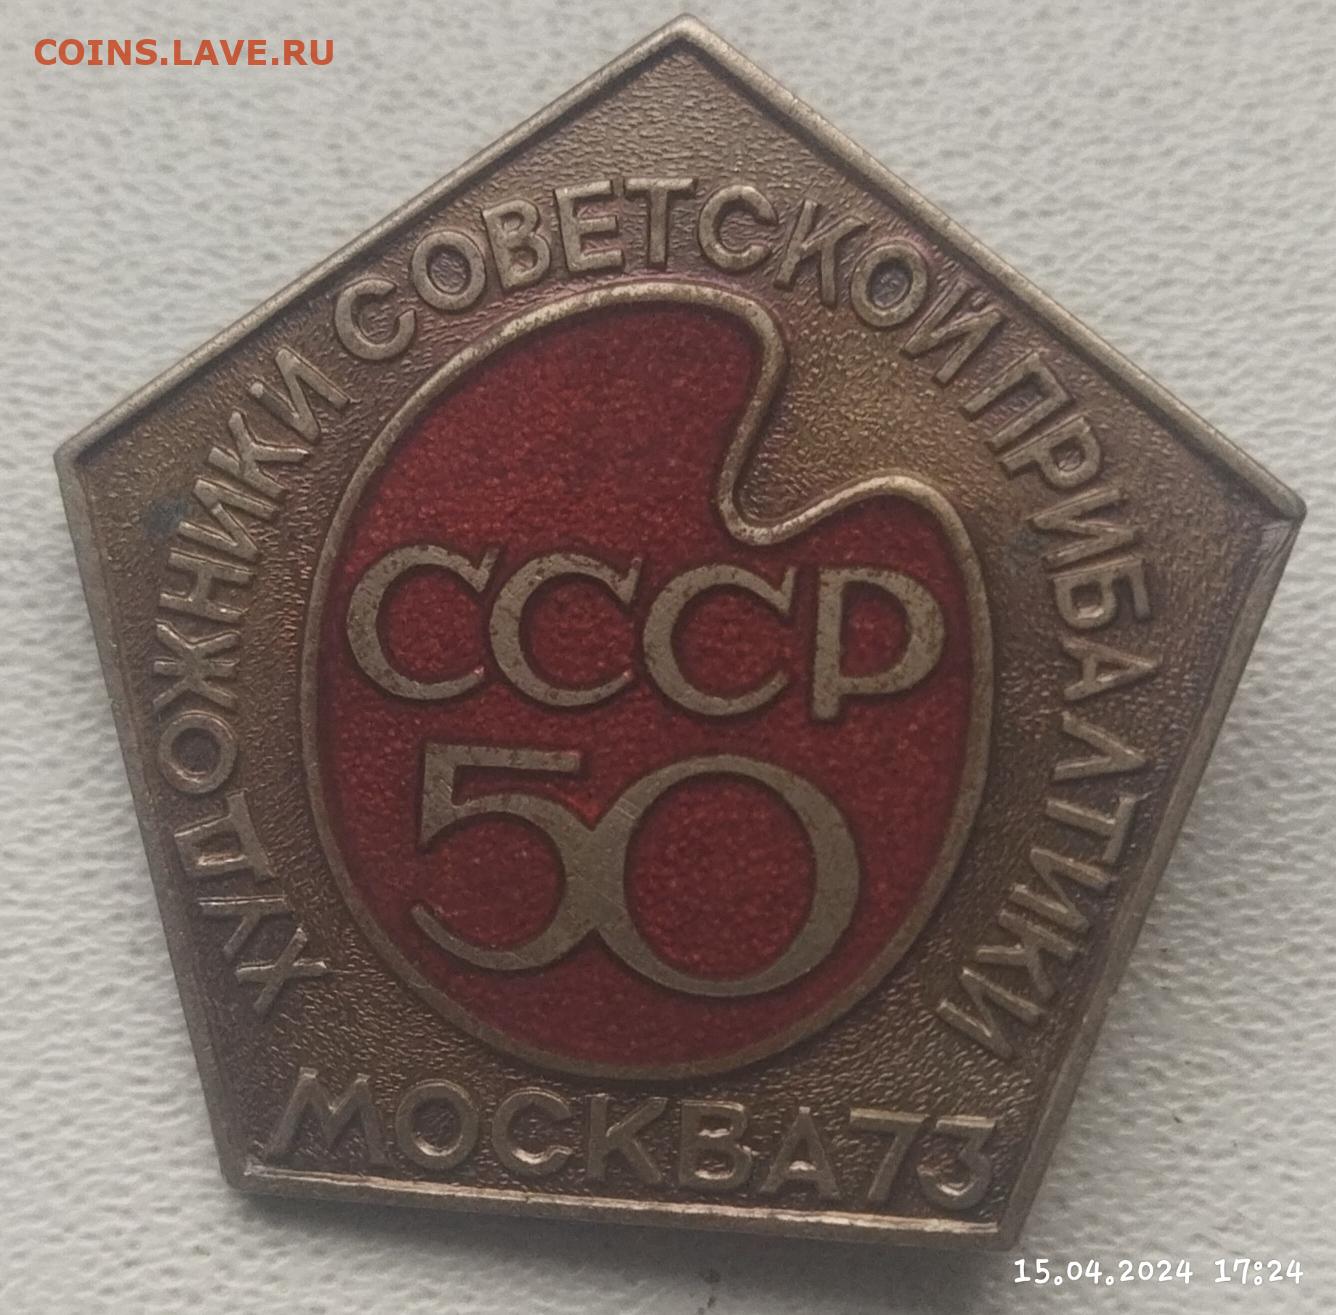 COINS.LAVE.RU
ХУДОЖНИКИ СОВЕТСКОЙ ПРИБАЛТИКИ
СССР
50
МОСКВА 73
15.04.2024 17:24